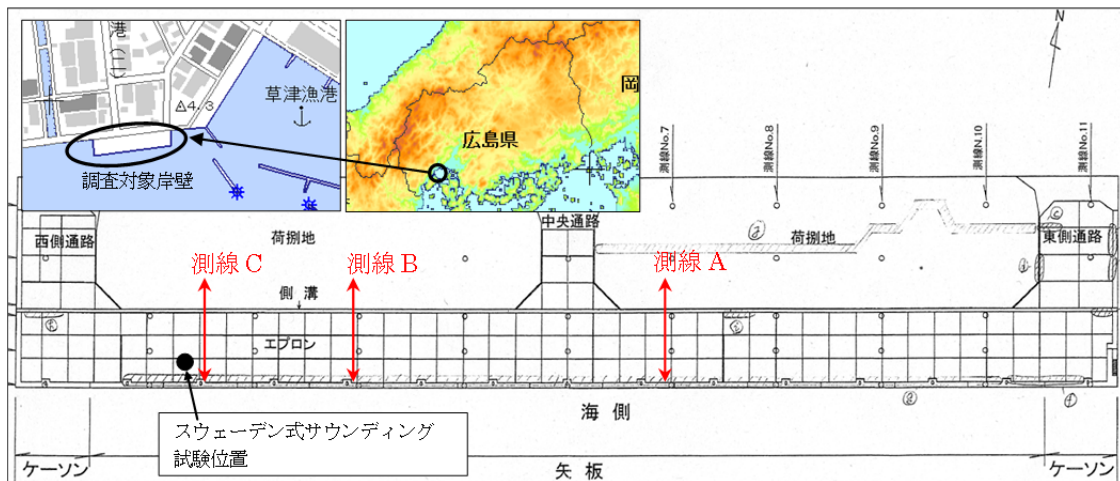 港(二)
4.3
草津漁港
調査対象岸壁
岡
広島県
N
測線No.7
測線No.8
測線No.9
測線N.10
測線No.11
西側通路
荷捌地
中央通路
荷捌地
東側通路
測線C
測線B
測線A
側溝
エプロン
海側
スウェーデン式サウンディング
試験位置
ケーソン
矢板
ケーソン